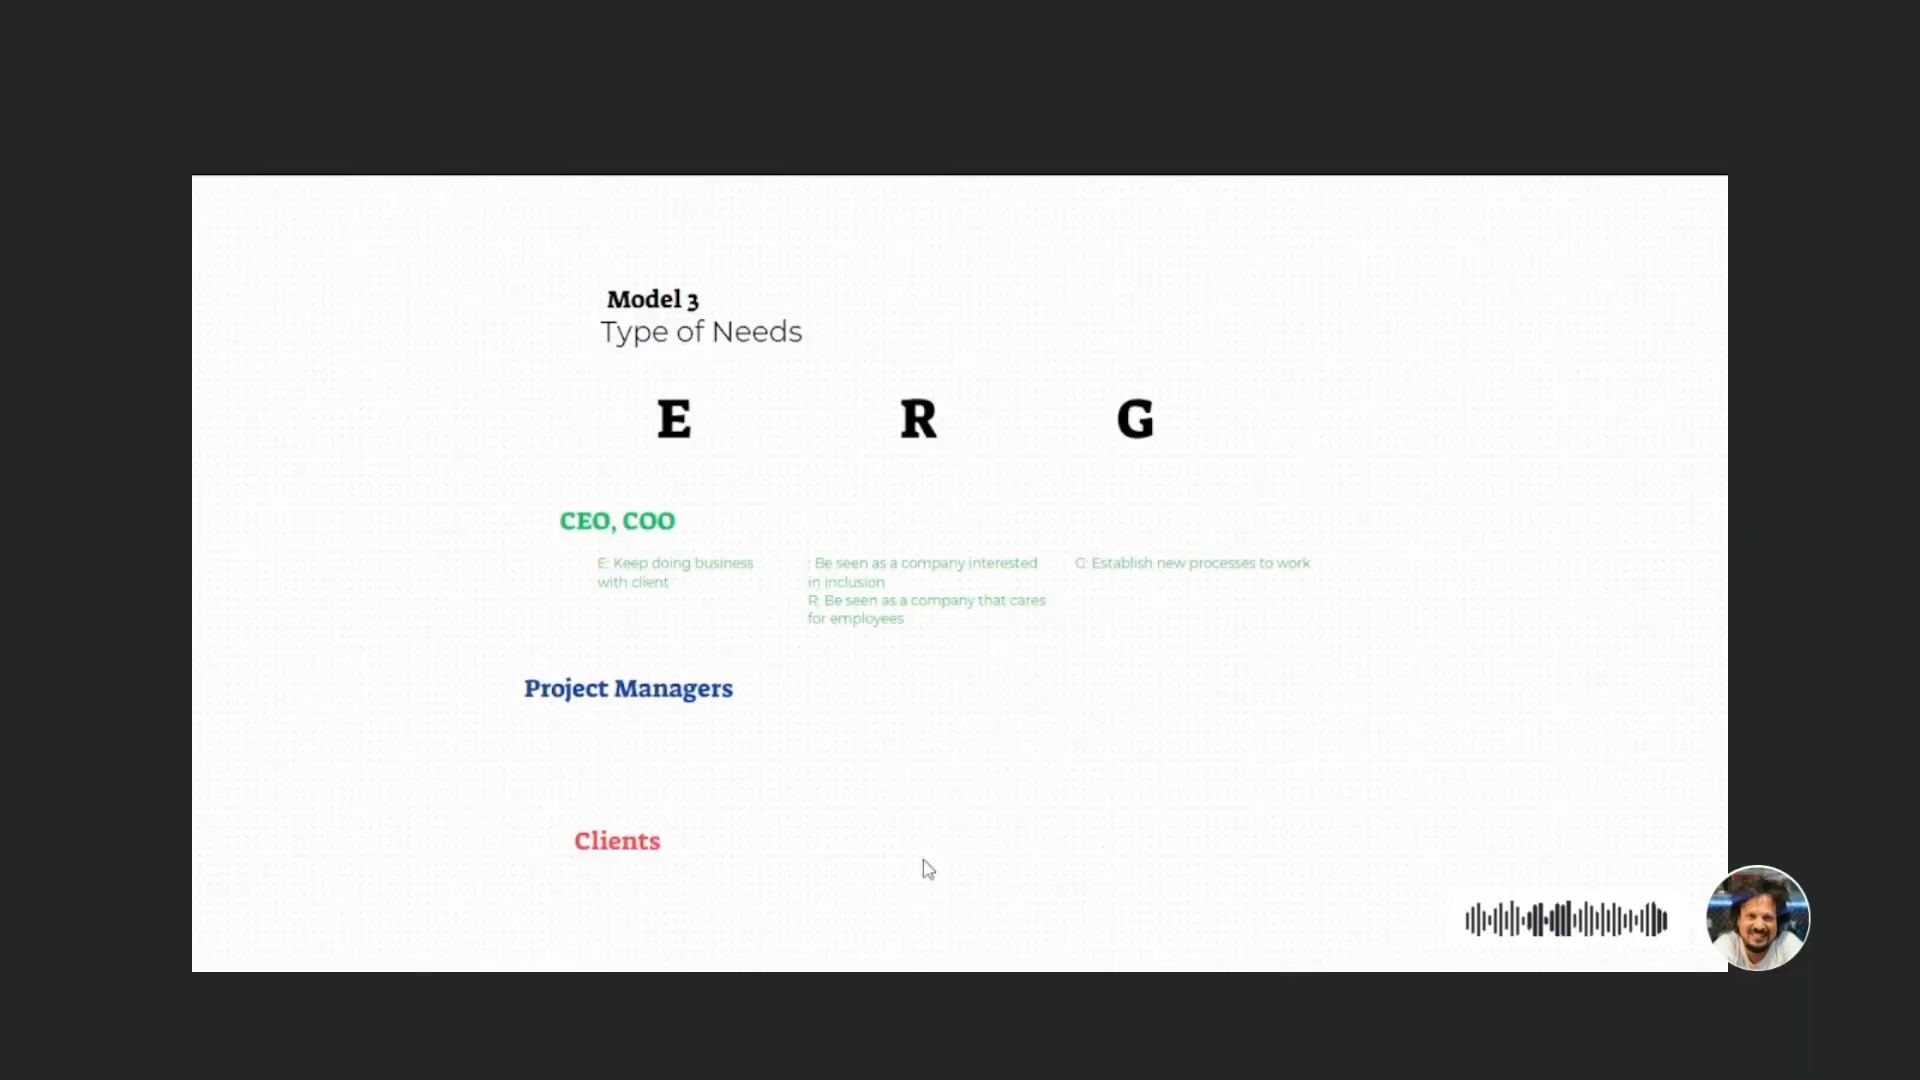 Model 3
Type of Needs
E R G
CEO, COO
E: Keep doing business
with client
: Be seen as a company interested
in inclusion
R: Be seen as a company that cares
for employees
G: Establish new processes to work
Project Managers
Clients